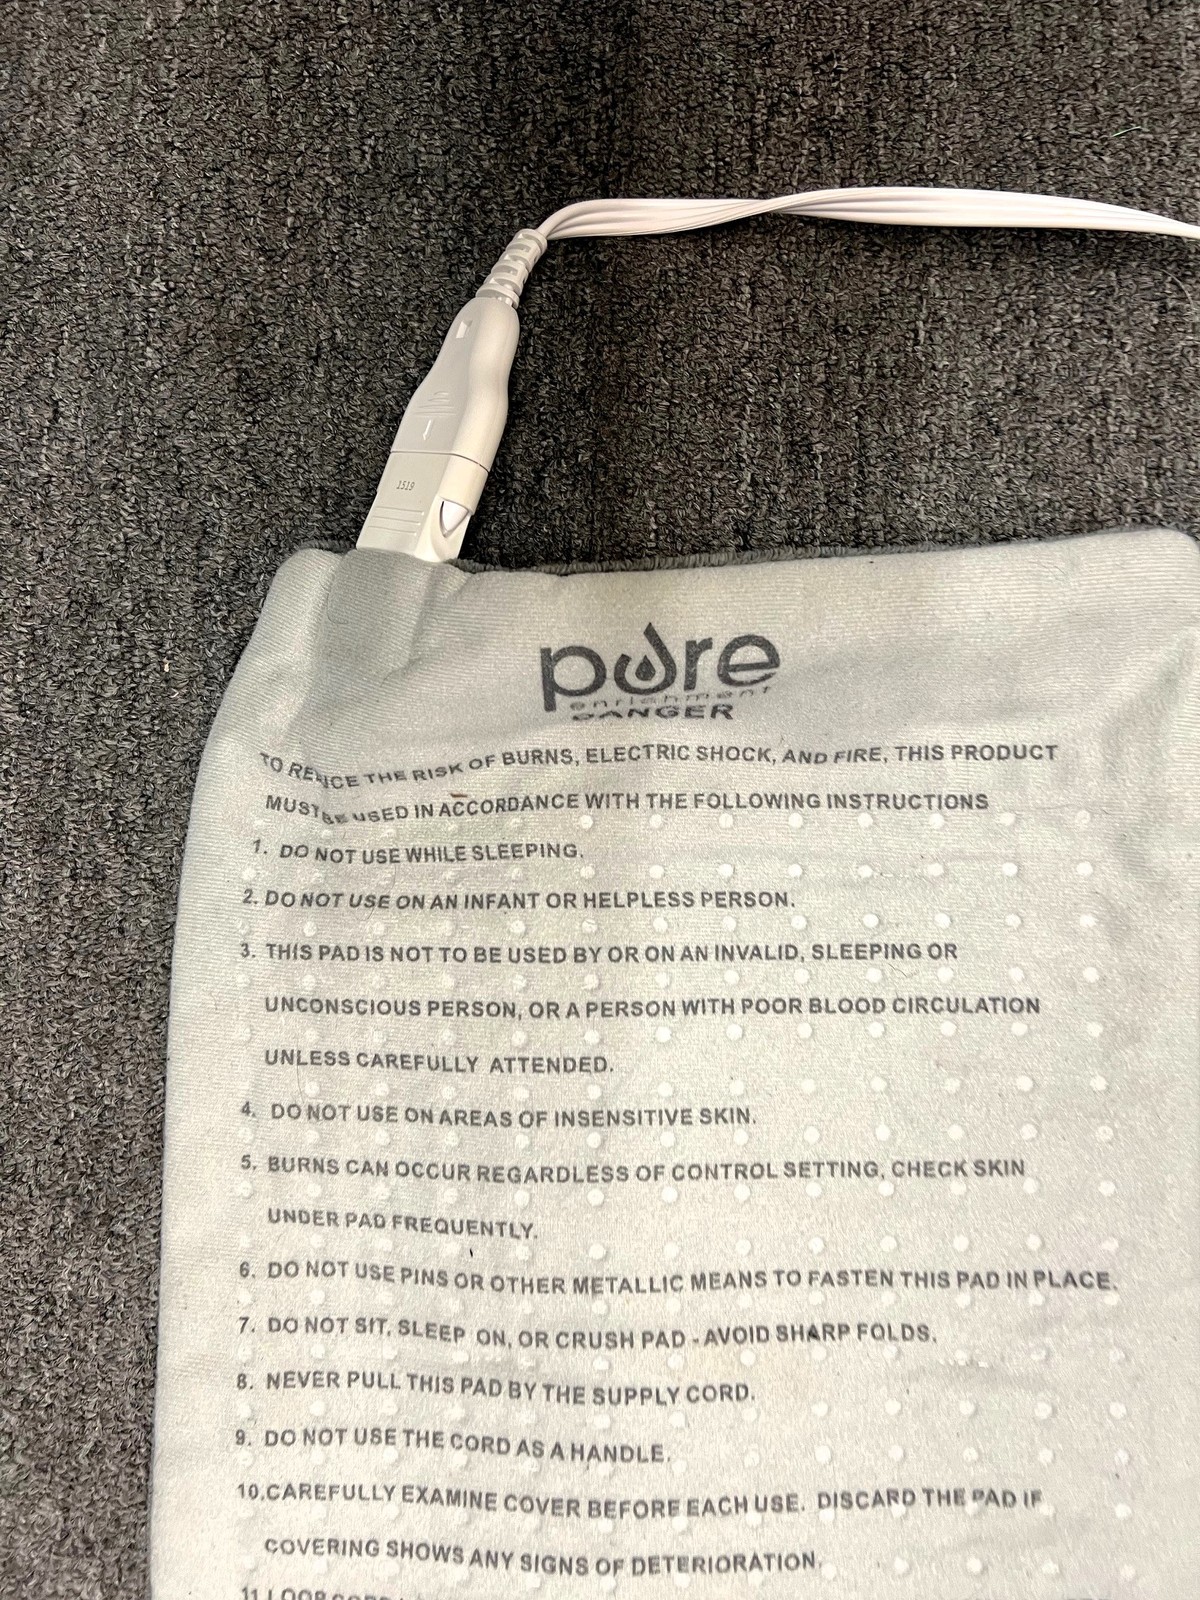 1519
pure
enrichment
DANGER
TO REDUCE THE RISK OF BURNS, ELECTRIC SHOCK, AND FIRE, THIS PRODUCT
MUST BE USED IN ACCORDANCE WITH THE FOLLOWING INSTRUCTIONS
1. DO NOT USE WHILE SLEEPING.
2. DO NOT USE ON AN INFANT OR HELPLESS PERSON.
3. THIS PAD IS NOT TO BE USED BY OR ON AN INVALID, SLEEPING OR
UNCONSCIOUS PERSON, OR A PERSON WITH POOR BLOOD CIRCULATION
UNLESS CAREFULLY ATTENDED.
4. DO NOT USE ON AREAS OF INSENSITIVE SKIN.
5. BURNS CAN OCCUR REGARDLESS OF CONTROL SETTING, CHECK SKIN
UNDER PAD FREQUENTLY.
6. DO NOT USE PINS OR OTHER METALLIC MEANS TO FASTEN THIS PAD IN PLACE.
7. DO NOT SIT, SLEEP ON, OR CRUSH PAD - AVOID SHARP FOLDS.
8. NEVER PULL THIS PAD BY THE SUPPLY CORD.
9. DO NOT USE THE CORD AS A HANDLE.
10.CAREFULLY EXAMINE COVER BEFORE EACH USE. DISCARD THE PAD IF
COVERING SHOWS ANY SIGNS OF DETERIORATION.
11 LOOP